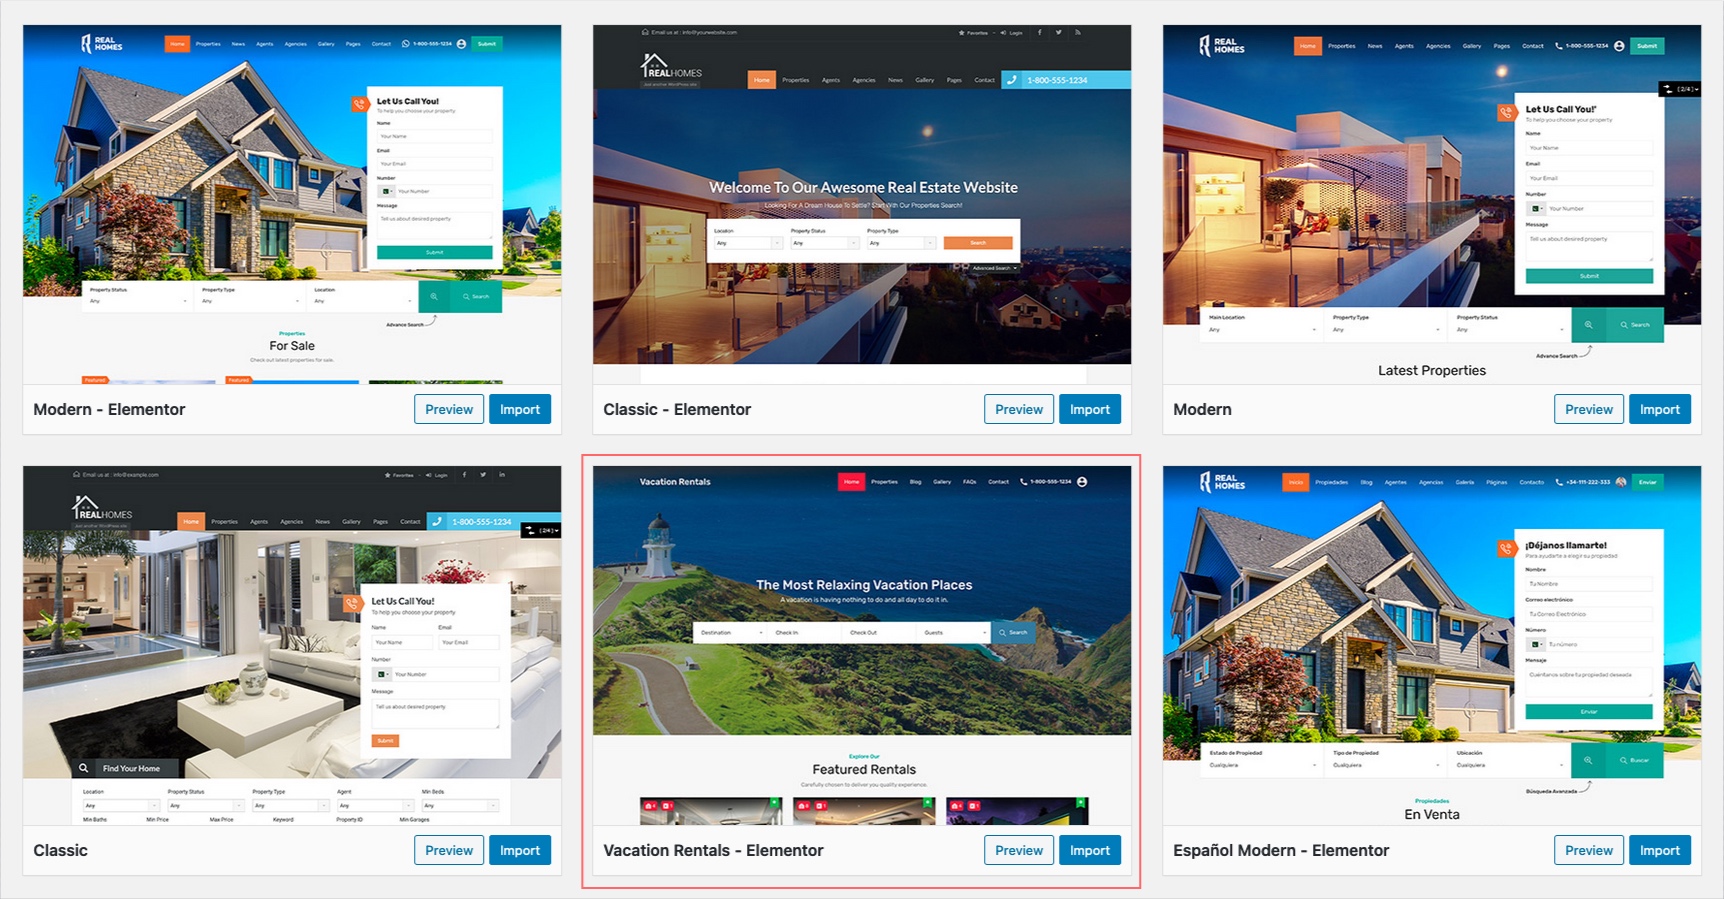 REAL HOMES
Home Properties News Agents Agencies Gallery Pages Contact 1-800-555-1234 Submit
Let Us Call You!
To help you choose your property
Name
Your Name
Email
Your Email
Number
Your Number
Message
Tell us about desired property
Submit
Property Status Property Type Location
Any Any Any Search
Advance Search
Properties
For Sale
Check out latest properties for sale.
Featured Featured
Modern - Elementor Preview Import
Email us at : info@yourwebsite.com Favorites Login
REALHOMES
Just another WordPress site
Home Properties Agents Agencies News Gallery Pages Contact 1-800-555-1234
Welcome To Our Awesome Real Estate Website
Looking For A Dream House To Settle? Start With Our Properties Search!
Location Property Status Property Type
Any Any Any Search
Advanced Search
Classic - Elementor Preview Import
REAL HOMES
Home Properties News Agents Agencies Gallery Pages Contact 1-800-555-1234 Submit
[2/4]
Let Us Call You!'
To help you choose your property
Name
Your Name
Email
Your Email
Number
Your Number
Message
Tell us about desired property
Submit
Main Location Property Type Property Status
Any Any Any Search
Advance Search
Latest Properties
Modern Preview Import
Email us at : info@example.com Favorites Login
REALHOMES
Just another WordPress site
Home Properties Agents Agencies News Gallery Pages Contact 1-800-555-1234
[2/4]
Let Us Call You!
To help you choose your property
Name Email
Your Name Your Email
Number
Your Number
Message
Tell us about desired property
Submit
Find Your Home
Location Property Status Property Type Agent Min Beds
Any Any Any Any Any
Min Baths Min Price Max Price Keyword Property ID Min Garages
Classic Preview Import
Vacation Rentals Home Properties Blog Gallery FAQs Contact 1-800-555-1234
The Most Relaxing Vacation Places
A vacation is having nothing to do and all day to do it in.
Destination Check In Check Out Guests Search
Explore Our
Featured Rentals
Carefully chosen to deliver you quality experience.
Vacation Rentals - Elementor Preview Import
REAL HOMES
Inicio Propiedades Blog Agentes Agencias Galería Páginas Contacto +34-111-222-333 Enviar
¡Déjanos llamarte!
Para ayudarte a elegir su propiedad
Nombre
Tu Nombre
Correo electrónico
Tu Correo Electrónico
Número
Tu número
Mensaje
Cuéntanos sobre tu propiedad deseada
Enviar
Estado de Propiedad Tipo de Propiedad Ubicación
Cualquiera Cualquiera Cualquiera Buscar
Búsqueda Avanzada
Propiedades
En Venta
Español Modern - Elementor Preview Import